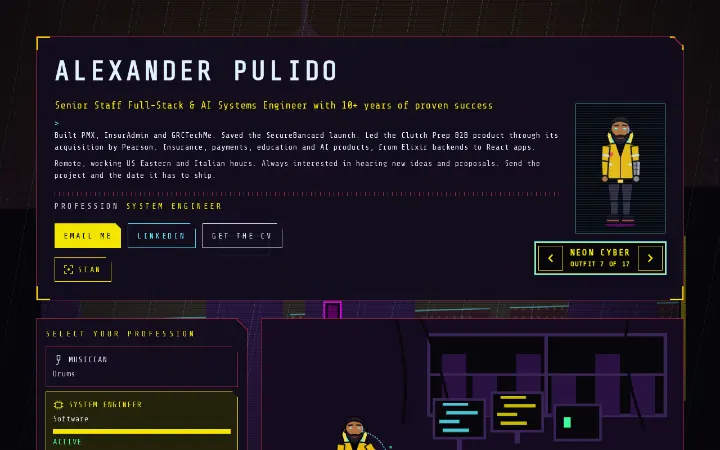 ALEXANDER PULIDO
Senior Staff Full-Stack & AI Systems Engineer with 10+ years of proven success
>
Built PMX, InsurAdmin and GRCTechMe. Saved the SecureBancard launch. Led the Clutch Prep B2B product through its
acquisition by Pearson. Insurance, payments, education and AI products, from Elixir backends to React apps.
Remote, working US Eastern and Italian hours. Always interested in hearing new ideas and proposals. Send the
project and the date it has to ship.
PROFESSION SYSTEM ENGINEER
EMAIL ME
LINKEDIN
GET THE CV
SCAN
NEON CYBER
OUTFIT 7 OF 17
SELECT YOUR PROFESSION
MUSICIAN
Drums
SYSTEM ENGINEER
Software
ACTIVE